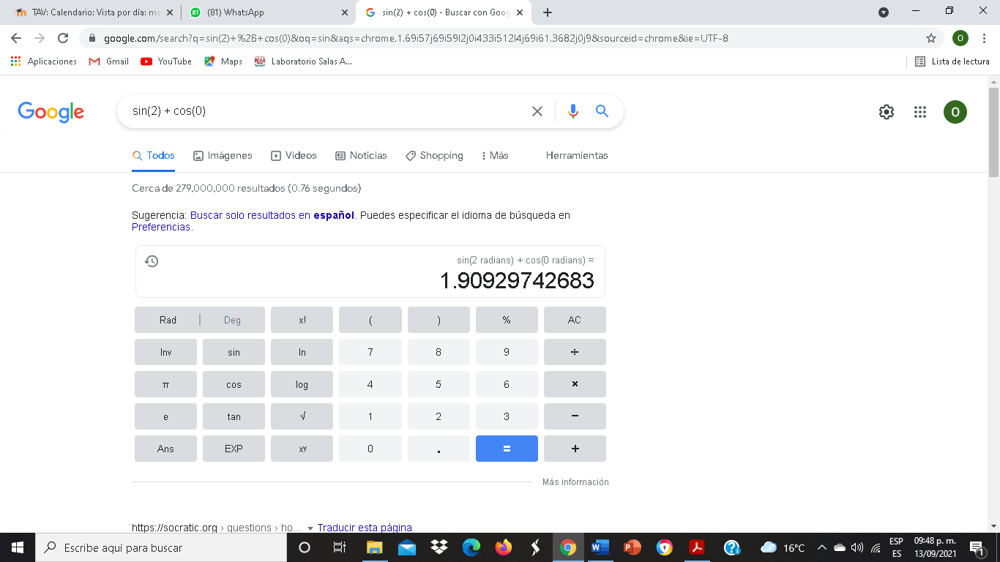 TAV: Calendario: Vista por día: ma
(81) WhatsApp
sin(2) + cos(0) - Buscar con Goog
google.com/search?q=sin(2)+%2B+cos(0)&oq=sin&aqs=chrome.1.69i57j69i59l2j0i433i512l4j69i61.3682j0j9&sourceid=chrome&ie=UTF-8
O
Aplicaciones
Gmail
YouTube
Maps
Laboratorio Salas A...
Lista de lectura
Google
sin(2) + cos(0)
O
Todos
Imágenes
Videos
Noticias
Shopping
Más
Herramientas
Cerca de 279,000,000 resultados (0.76 segundos)
Sugerencia: Buscar solo resultados en español. Puedes especificar el idioma de búsqueda en
Preferencias.
sin(2 radians) + cos(0 radians) =
1.90929742683
Rad | Deg x! ( ) % AC
Inv sin ln 7 8 9 ÷
π cos log 4 5 6 ×
e tan √ 1 2 3 −
Ans EXP xʸ 0 . = +
Más información
https://socratic.org › questions › ho... Traducir esta página
Escribe aquí para buscar
16°C
ESP
ES
09:48 p. m.
13/09/2021
1